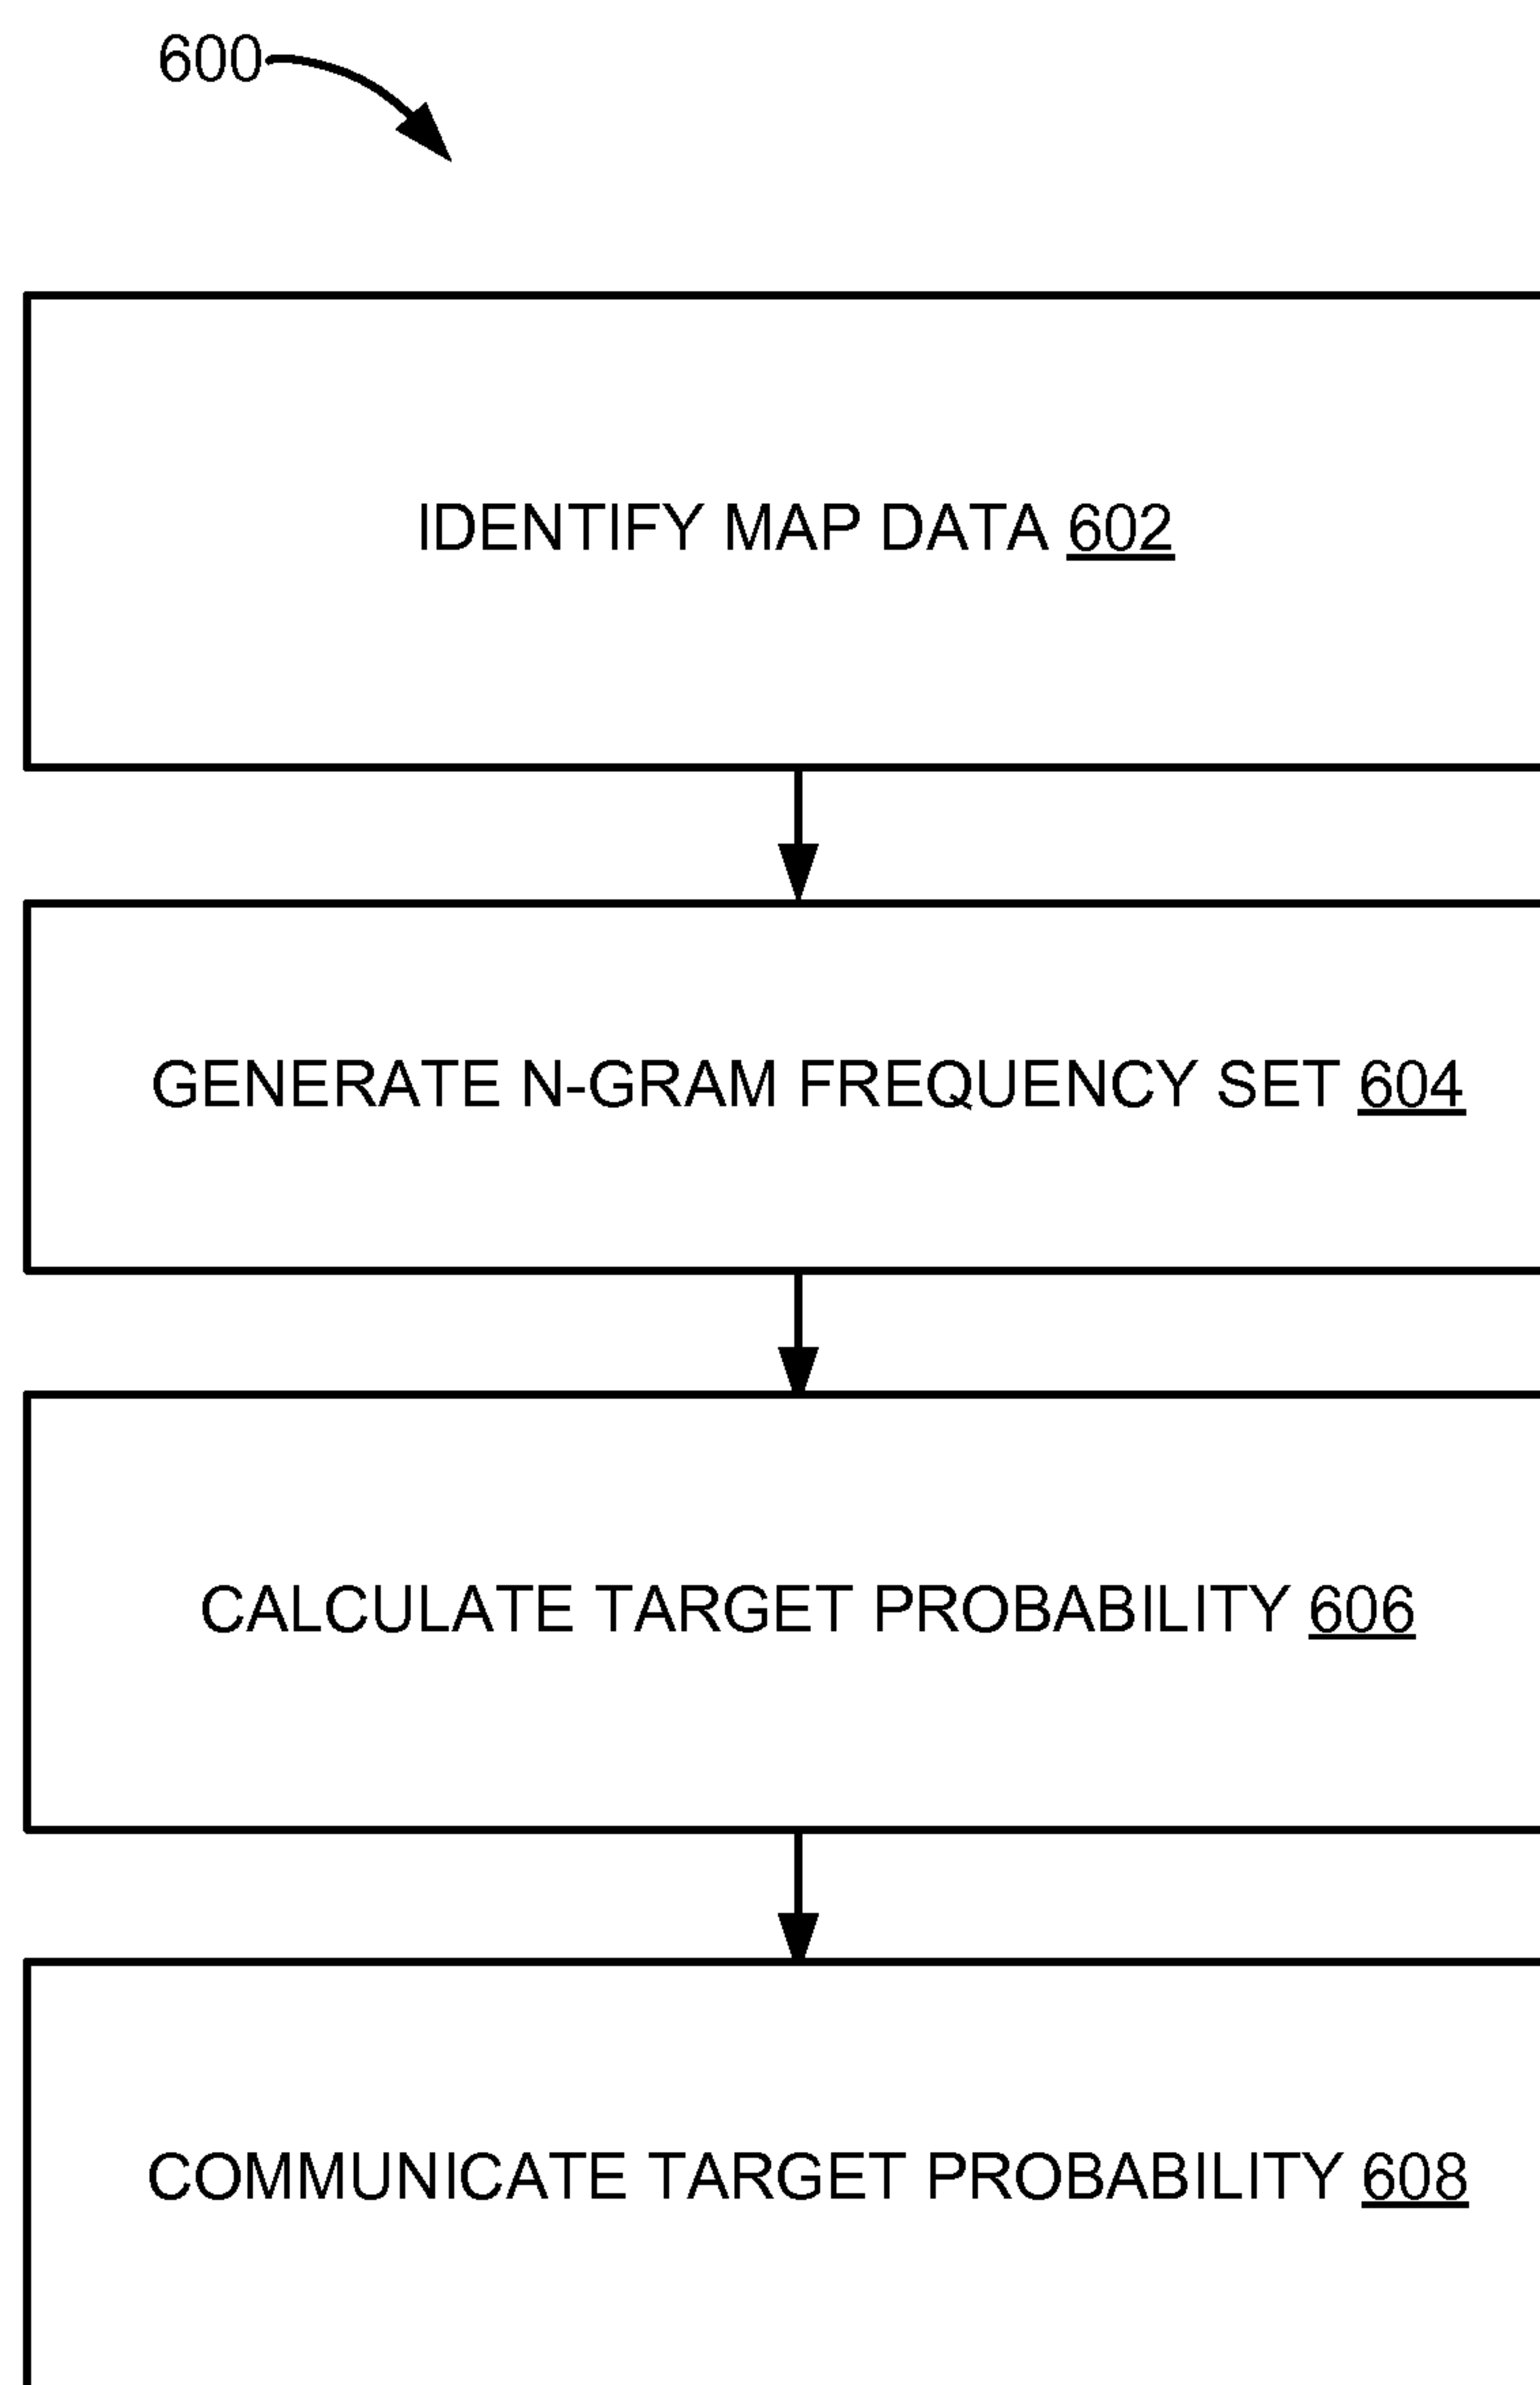 600
IDENTIFY MAP DATA 602
GENERATE N-GRAM FREQUENCY SET 604
CALCULATE TARGET PROBABILITY 606
COMMUNICATE TARGET PROBABILITY 608